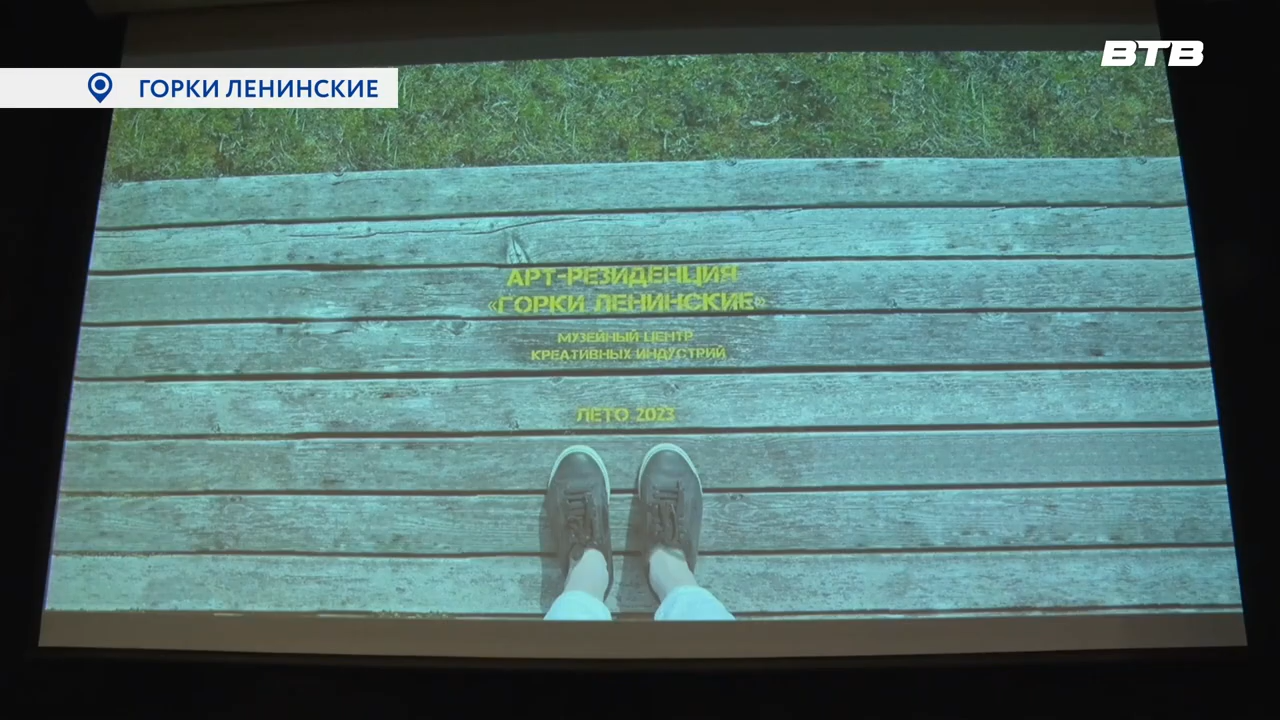 ГОРКИ ЛЕНИНСКИЕ
ВТВ
АРТ-РЕЗИДЕНЦИЯ
«ГОРКИ ЛЕНИНСКИЕ»
МУЗЕЙНЫЙ ЦЕНТР
КРЕАТИВНЫХ ИНДУСТРИЙ
ЛЕТО 2023